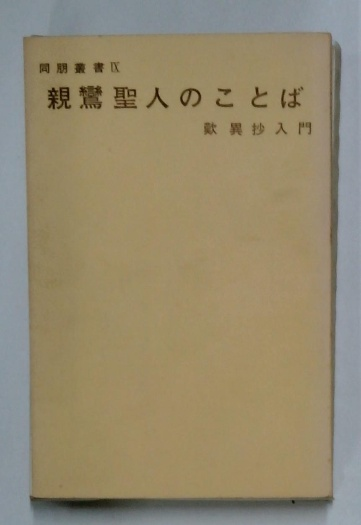 同朋叢書Ⅸ
親鸞聖人のことば
歎異抄入門